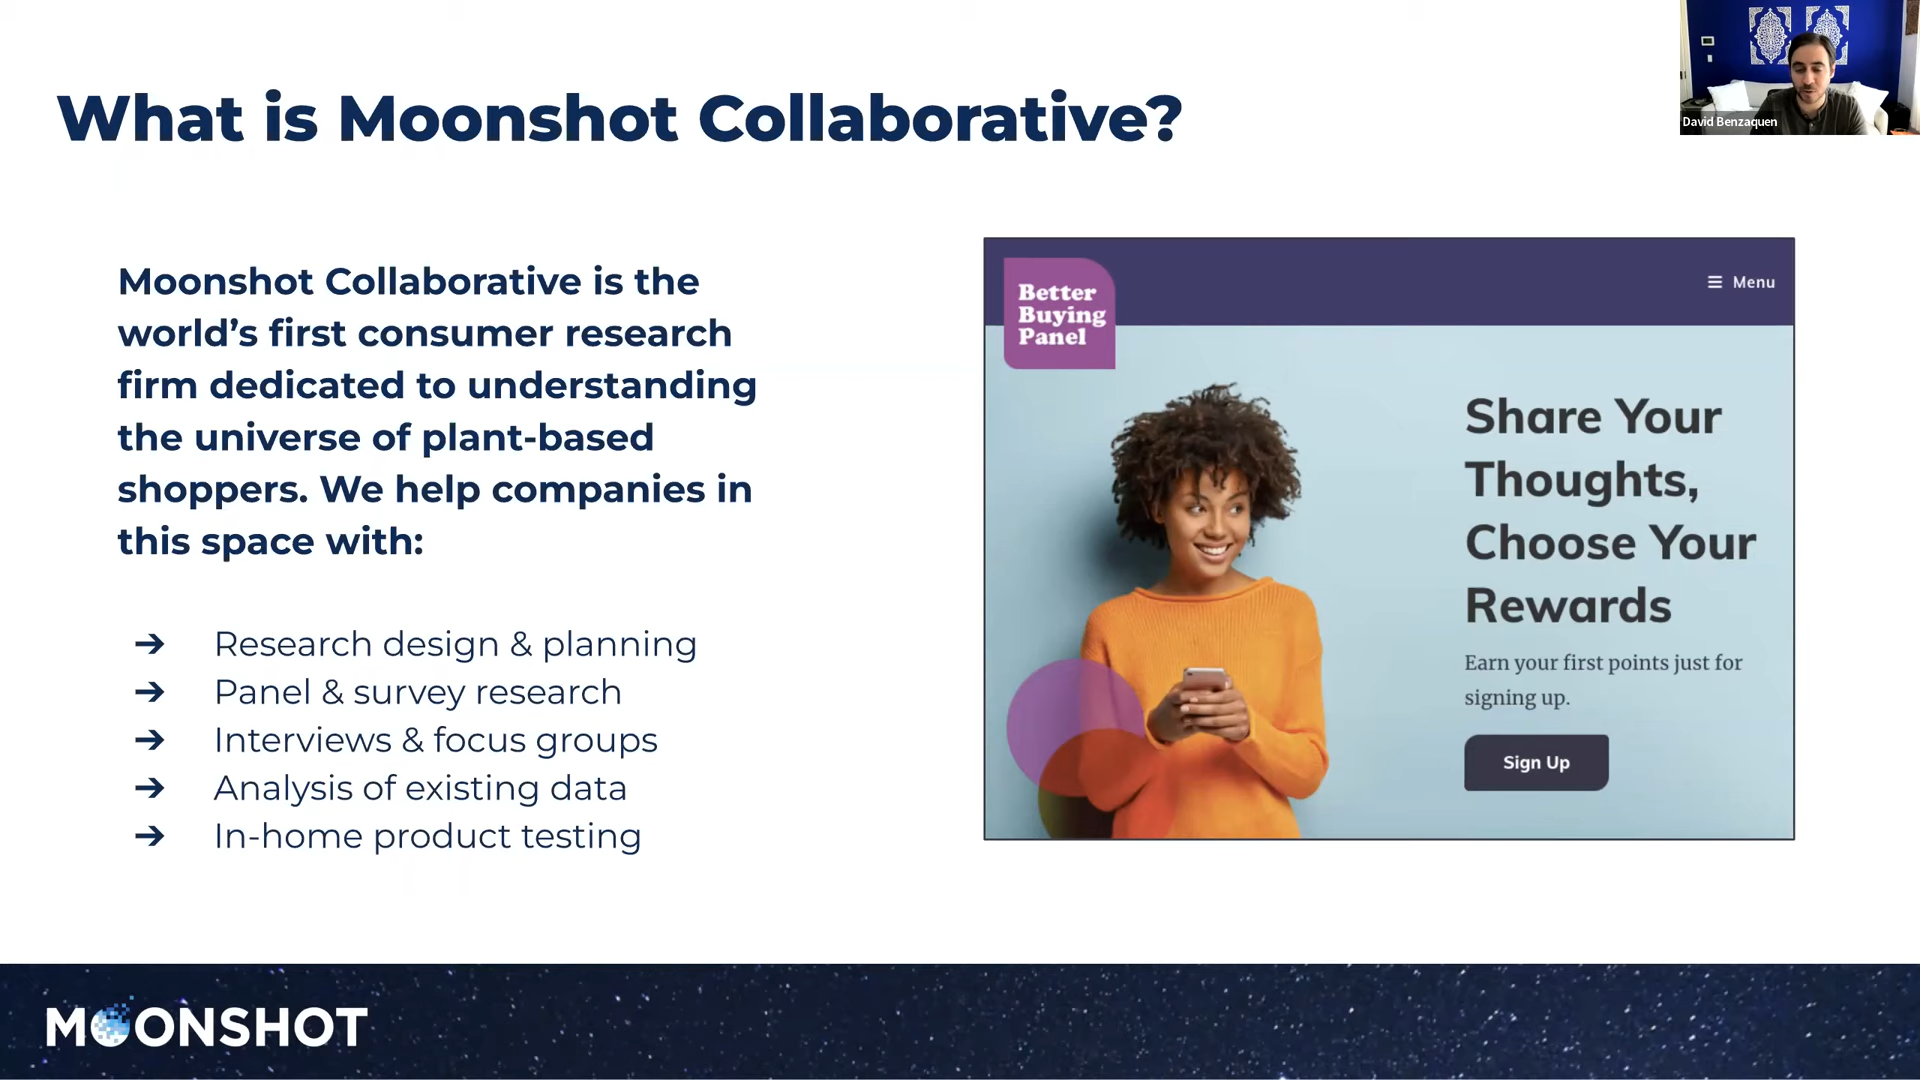 What is Moonshot Collaborative?
David Benzaquen
Moonshot Collaborative is the
world’s first consumer research
firm dedicated to understanding
the universe of plant-based
shoppers. We help companies in
this space with:
➔ Research design & planning
➔ Panel & survey research
➔ Interviews & focus groups
➔ Analysis of existing data
➔ In-home product testing
Better
Buying
Panel
☰ Menu
Share Your
Thoughts,
Choose Your
Rewards
Earn your first points just for
signing up.
Sign Up
MOONSHOT